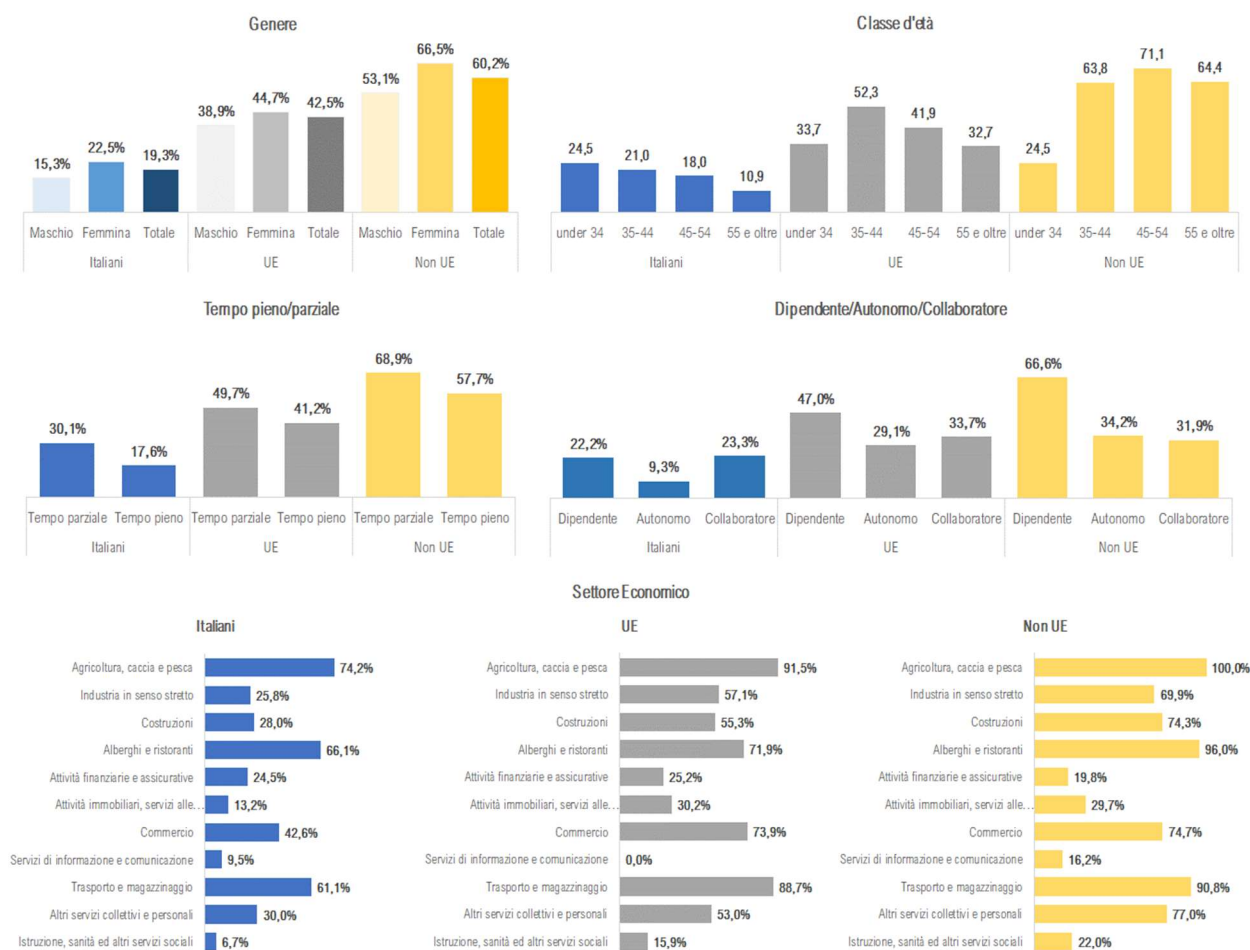 Genere
15,3%
22,5%
19,3%
38,9%
44,7%
42,5%
53,1%
66,5%
60,2%
Maschio Femmina Totale Maschio Femmina Totale Maschio Femmina Totale
Italiani UE Non UE
Classe d'età
24,5
21,0
18,0
10,9
33,7
52,3
41,9
32,7
24,5
63,8
71,1
64,4
under 34 35-44 45-54 55 e oltre under 34 35-44 45-54 55 e oltre under 34 35-44 45-54 55 e oltre
Italiani UE Non UE
Tempo pieno/parziale
30,1%
17,6%
49,7%
41,2%
68,9%
57,7%
Tempo parziale Tempo pieno Tempo parziale Tempo pieno Tempo parziale Tempo pieno
Italiani UE Non UE
Dipendente/Autonomo/Collaboratore
22,2%
9,3%
23,3%
47,0%
29,1%
33,7%
66,6%
34,2%
31,9%
Dipendente Autonomo Collaboratore Dipendente Autonomo Collaboratore Dipendente Autonomo Collaboratore
Italiani UE Non UE
Settore Economico
Italiani
Agricoltura, caccia e pesca 74,2%
Industria in senso stretto 25,8%
Costruzioni 28,0%
Alberghi e ristoranti 66,1%
Attività finanziarie e assicurative 24,5%
Attività immobiliari, servizi alle... 13,2%
Commercio 42,6%
Servizi di informazione e comunicazione 9,5%
Trasporto e magazzinaggio 61,1%
Altri servizi collettivi e personali 30,0%
Istruzione, sanità ed altri servizi sociali 6,7%
UE
Agricoltura, caccia e pesca 91,5%
Industria in senso stretto 57,1%
Costruzioni 55,3%
Alberghi e ristoranti 71,9%
Attività finanziarie e assicurative 25,2%
Attività immobiliari, servizi alle... 30,2%
Commercio 73,9%
Servizi di informazione e comunicazione 0,0%
Trasporto e magazzinaggio 88,7%
Altri servizi collettivi e personali 53,0%
Istruzione, sanità ed altri servizi sociali 15,9%
Non UE
Agricoltura, caccia e pesca 100,0%
Industria in senso stretto 69,9%
Costruzioni 74,3%
Alberghi e ristoranti 96,0%
Attività finanziarie e assicurative 19,8%
Attività immobiliari, servizi alle... 29,7%
Commercio 74,7%
Servizi di informazione e comunicazione 16,2%
Trasporto e magazzinaggio 90,8%
Altri servizi collettivi e personali 77,0%
Istruzione, sanità ed altri servizi sociali 22,0%